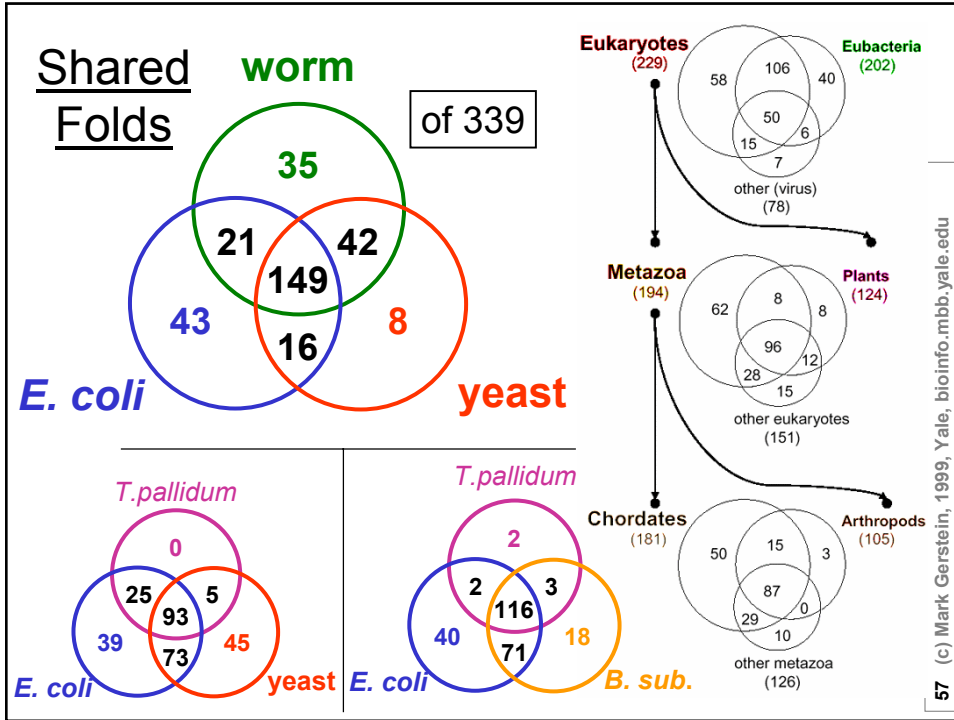 Shared
Folds
worm
of 339
35
21
42
149
43
16
8
E. coli
yeast
T.pallidum
0
25
5
93
39
45
73
E. coli
yeast
T.pallidum
2
2
3
116
40
18
71
E. coli
B. sub.
Eukaryotes
(229)
Eubacteria
(202)
58
106
40
50
15
6
7
other (virus)
(78)
Metazoa
(194)
Plants
(124)
62
8
8
96
28
12
15
other eukaryotes
(151)
Chordates
(181)
Arthropods
(105)
50
15
3
87
29
0
10
other metazoa
(126)
57 (c) Mark Gerstein, 1999, Yale, bioinfo.mbb.yale.edu